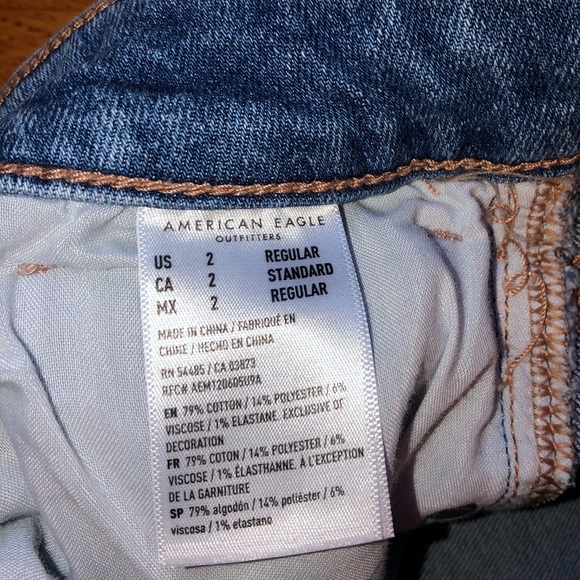 AMERICAN EAGLE
OUTFITTERS
US 2 REGULAR
CA 2 STANDARD
MX 2 REGULAR
MADE IN CHINA / FABRIQUÉ EN
CHINE / HECHO EN CHINA
RN 54485 / CA 03873
RFC# AEM120605U9A
EN 79% COTTON / 14% POLYESTER / 6%
VISCOSE / 1% ELASTANE. EXCLUSIVE OF
DECORATION
FR 79% COTON / 14% POLYESTER / 6%
VISCOSE / 1% ÉLASTHANNE. À L'EXCEPTION
DE LA GARNITURE
SP 79% algodón / 14% poliéster / 6%
viscosa / 1% elastano